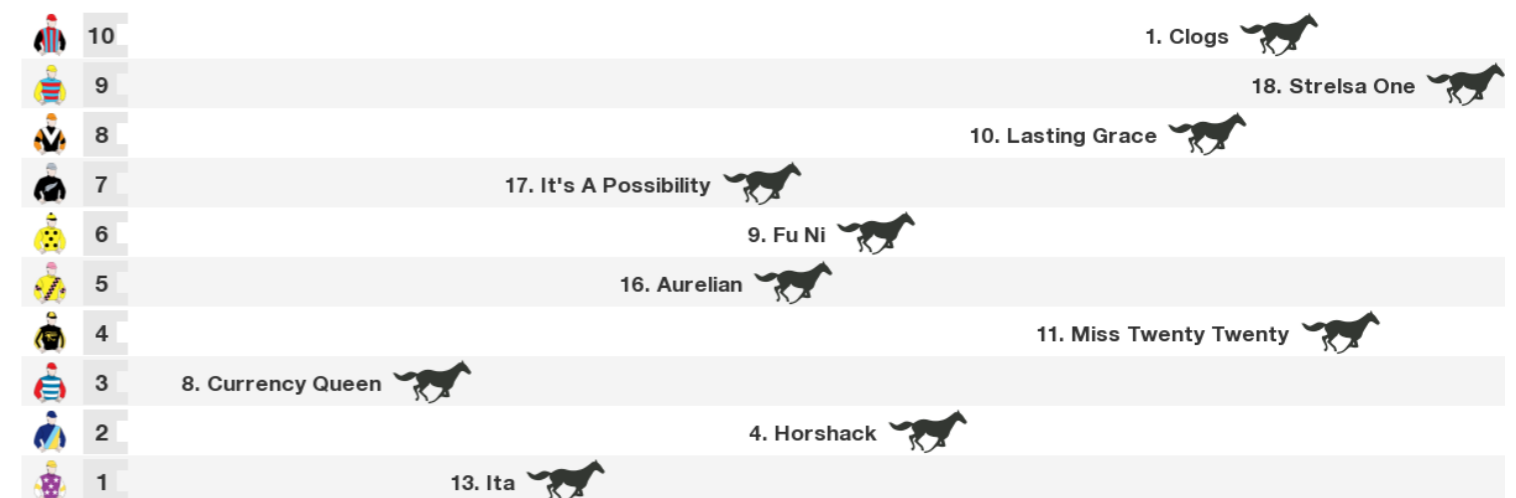 10 1. Clogs
9 18. Strelsa One
8 10. Lasting Grace
7 17. It's A Possibility
6 9. Fu Ni
5 16. Aurelian
4 11. Miss Twenty Twenty
3 8. Currency Queen
2 4. Horshack
1 13. Ita